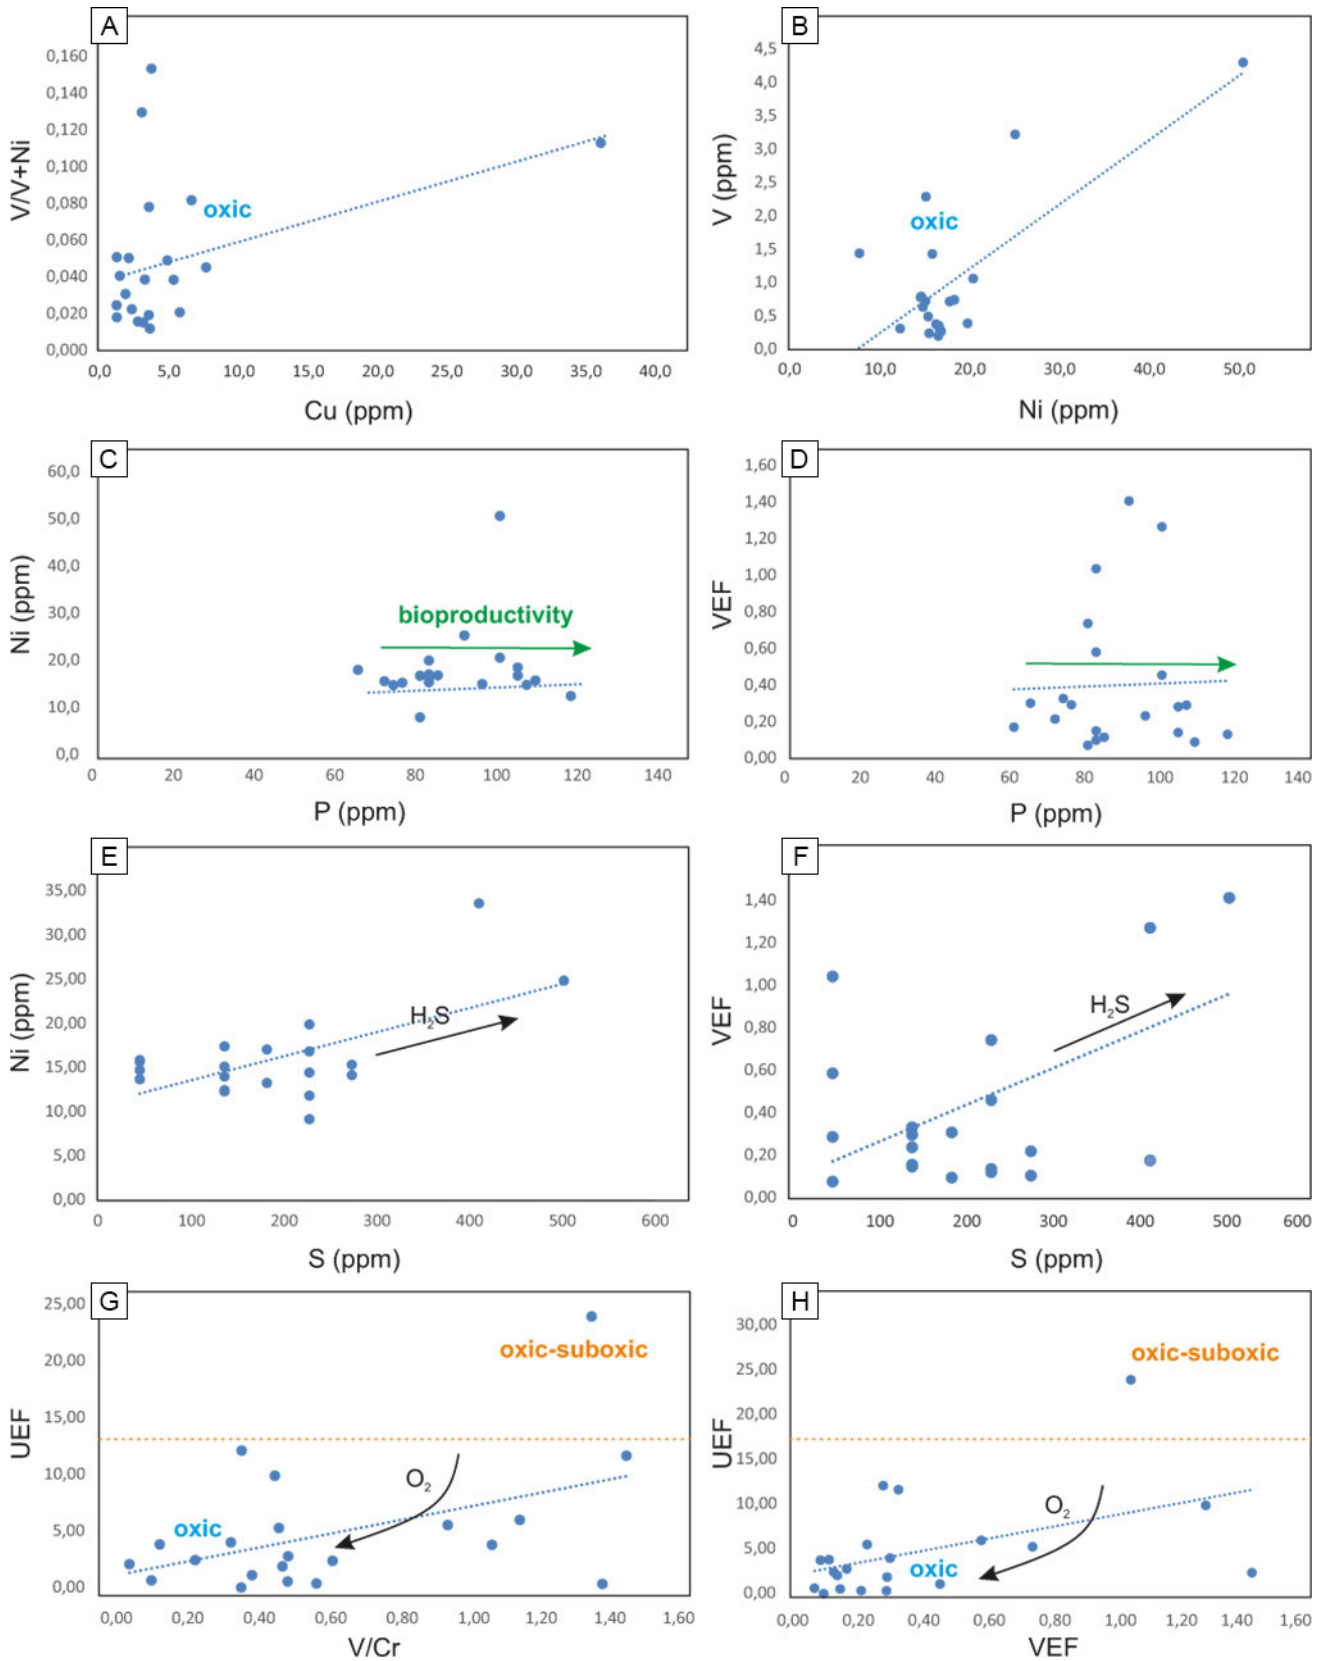 A
0,160
0,140
0,120
0,100
0,080
0,060
0,040
0,020
0,000
V/V+Ni
oxic
0,0 5,0 10,0 15,0 20,0 25,0 30,0 35,0 40,0
Cu (ppm)
B
4,5
4,0
3,5
3,0
2,5
2,0
1,5
1,0
0,5
0,0
V (ppm)
oxic
0,0 10,0 20,0 30,0 40,0 50,0
Ni (ppm)
C
60,0
50,0
40,0
30,0
20,0
10,0
0,0
Ni (ppm)
bioproductivity
0 20 40 60 80 100 120 140
P (ppm)
D
1,60
1,40
1,20
1,00
0,80
0,60
0,40
0,20
0,00
VEF
0 20 40 60 80 100 120 140
P (ppm)
E
35,00
30,00
25,00
20,00
15,00
10,00
5,00
0,00
Ni (ppm)
H₂S
0 100 200 300 400 500 600
S (ppm)
F
1,40
1,20
1,00
0,80
0,60
0,40
0,20
0,00
VEF
H₂S
0 100 200 300 400 500 600
S (ppm)
G
25,00
20,00
15,00
10,00
5,00
0,00
UEF
oxic-suboxic
O₂
oxic
0,00 0,20 0,40 0,60 0,80 1,00 1,20 1,40 1,60
V/Cr
H
30,00
25,00
20,00
15,00
10,00
5,00
0,00
UEF
oxic-suboxic
O₂
oxic
0,00 0,20 0,40 0,60 0,80 1,00 1,20 1,40 1,60
VEF